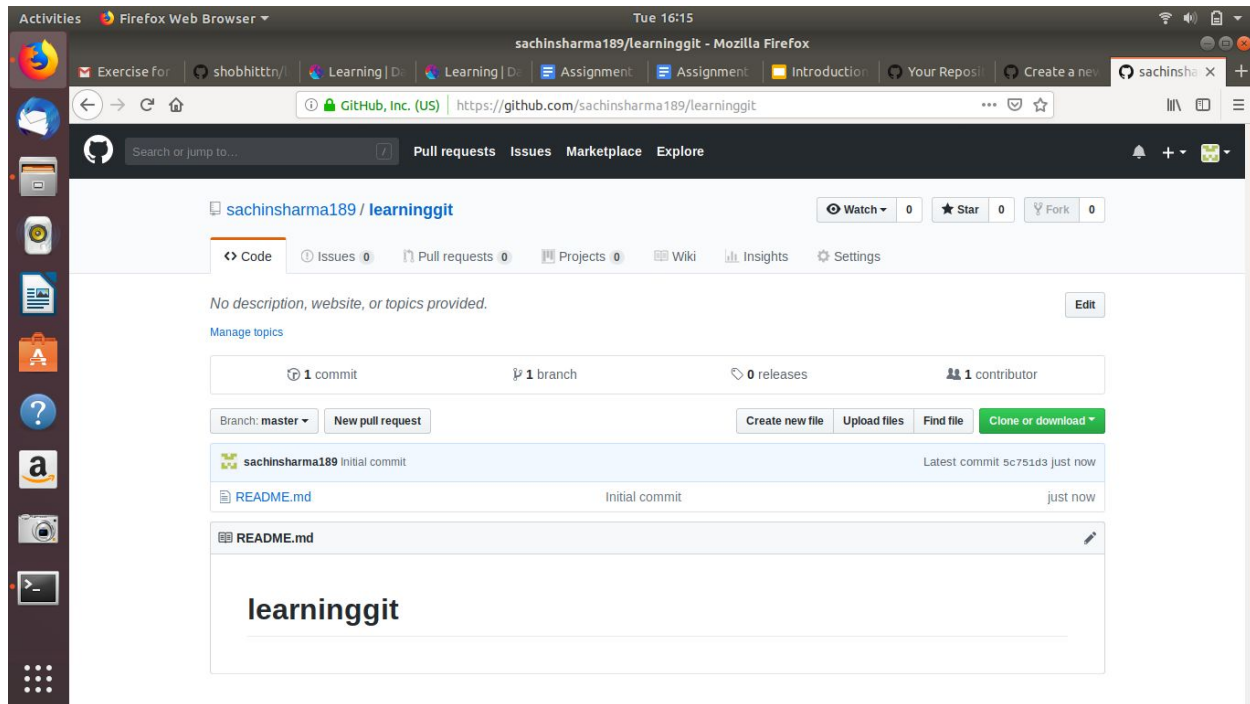 Activities Firefox Web Browser Tue 16:15
sachinsharma189/learninggit - Mozilla Firefox
Exercise for shobhitttn/l Learning | Da Learning | Da Assignment Assignment Introduction Your Reposit Create a new sachinsha
GitHub, Inc. (US) https://github.com/sachinsharma189/learninggit
Search or jump to... / Pull requests Issues Marketplace Explore
sachinsharma189 / learninggit Watch 0 Star 0 Fork 0
Code Issues 0 Pull requests 0 Projects 0 Wiki Insights Settings
No description, website, or topics provided. Edit
Manage topics
1 commit 1 branch 0 releases 1 contributor
Branch: master New pull request Create new file Upload files Find file Clone or download
sachinsharma189 Initial commit Latest commit 5c751d3 just now
README.md Initial commit just now
README.md
learninggit